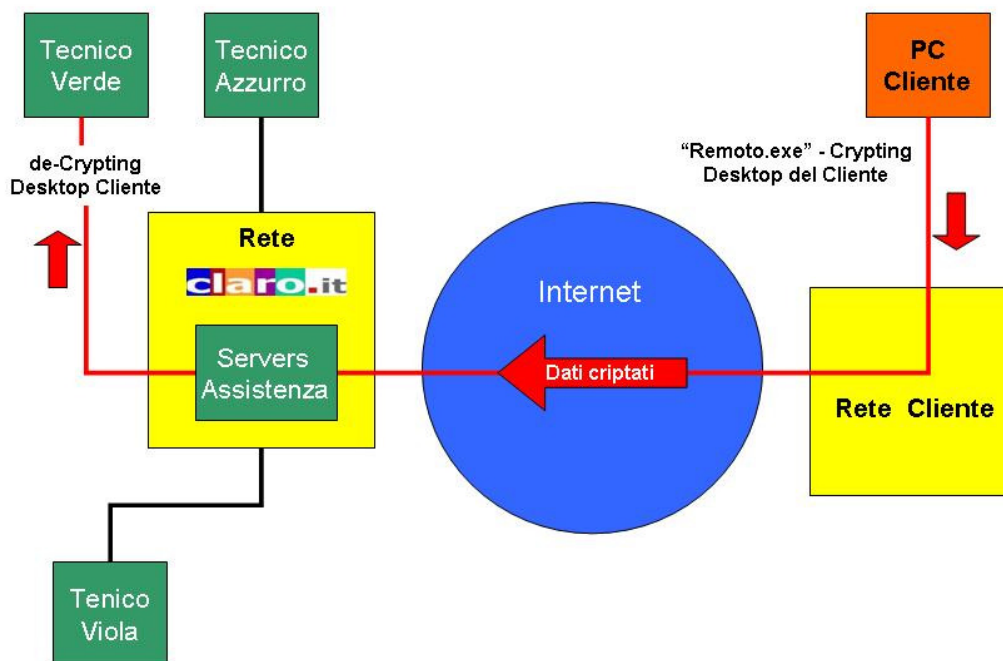 Tecnico
Verde
Tecnico
Azzurro
PC
Cliente
de-Crypting
Desktop Cliente
"Remoto.exe" - Crypting
Desktop del Cliente
Rete
claro.it
Internet
Servers
Assistenza
Dati criptati
Rete Cliente
Tenico
Viola